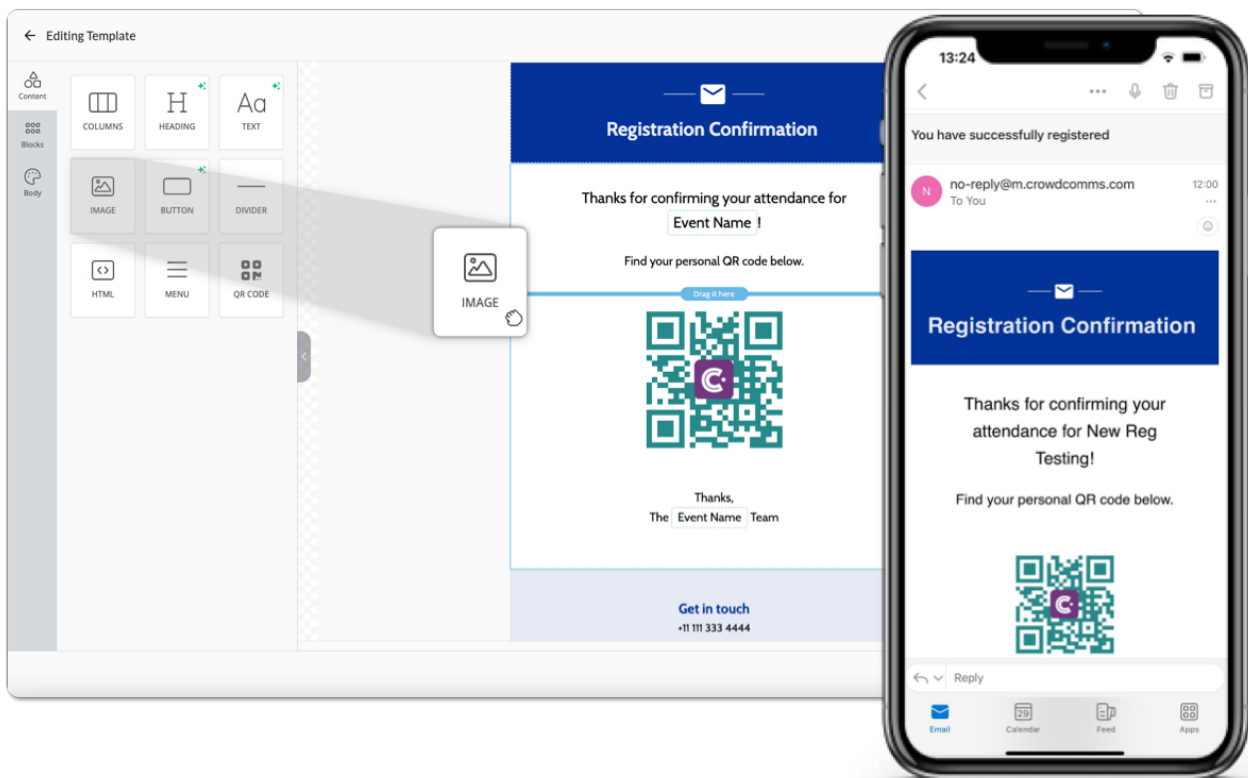 Editing Template
Content
Blocks
Body
COLUMNS
HEADING
TEXT
IMAGE
BUTTON
DIVIDER
HTML
MENU
QR CODE
IMAGE
Registration Confirmation
Thanks for confirming your attendance for
Event Name !
Find your personal QR code below.
Drag it here
Thanks,
The Event Name Team
Get in touch
+11 111 333 4444
13:24
You have successfully registered
N
no-reply@m.crowdcomms.com
12:00
To You
Registration Confirmation
Thanks for confirming your
attendance for New Reg
Testing!
Find your personal QR code below.
Reply
Email
29
Calendar
Feed
Apps